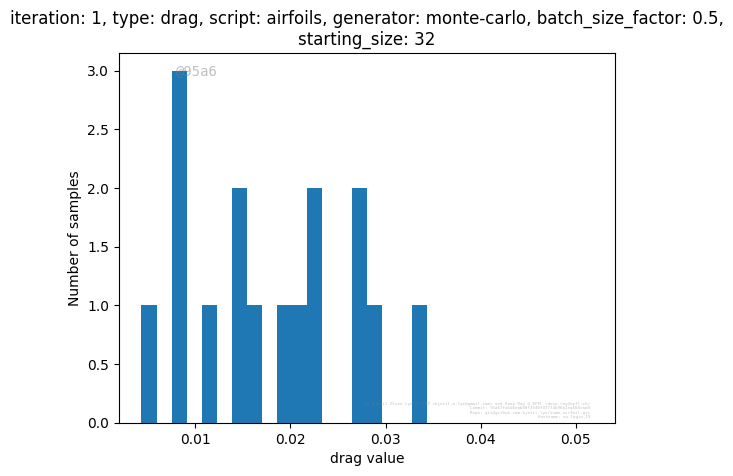 iteration: 1, type: drag, script: airfoils, generator: monte-carlo, batch_size_factor: 0.5,
starting_size: 32
@95a6
3.0
2.5
2.0
1.5
1.0
0.5
0.0
Number of samples
0.01
0.02
0.03
0.04
0.05
drag value